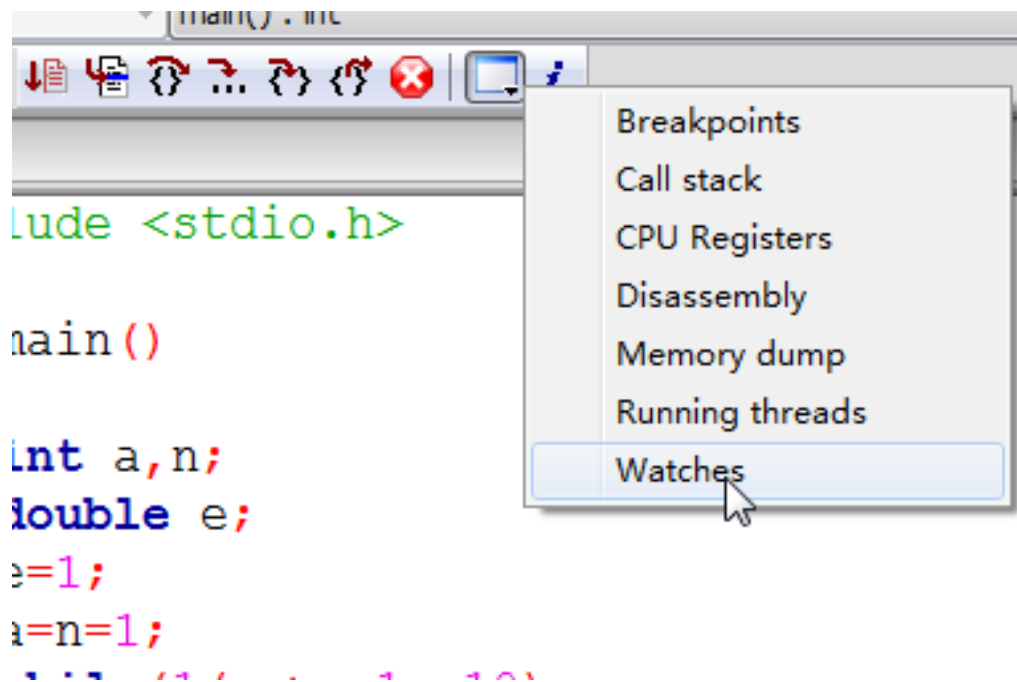 main() : int
Breakpoints
Call stack
CPU Registers
Disassembly
Memory dump
Running threads
Watches
lude <stdio.h>
main()
int a,n;
double e;
e=1;
a=n=1;